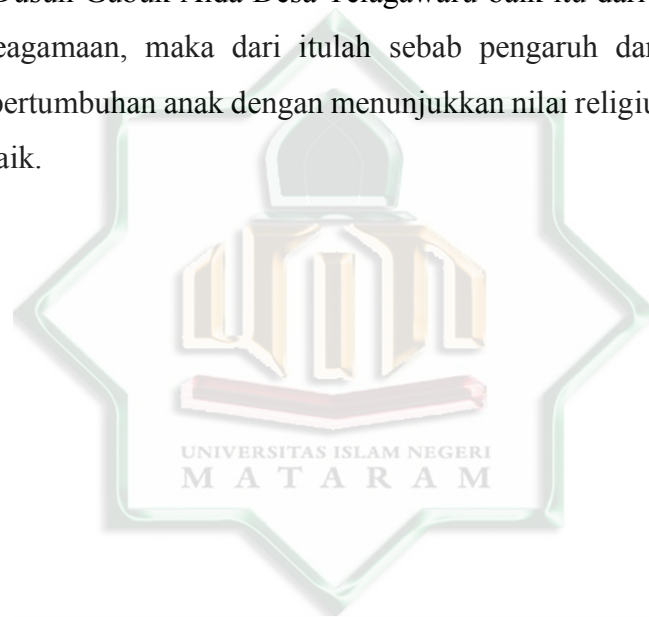 Dusun Gubuk Alda Desa Telagawaru baik itu dari
eagamaan, maka dari itulah sebab pengaruh dar
pertumbuhan anak dengan menunjukkan nilai religiu
aik.
UNIVERSITAS ISLAM NEGERI
MATARAM